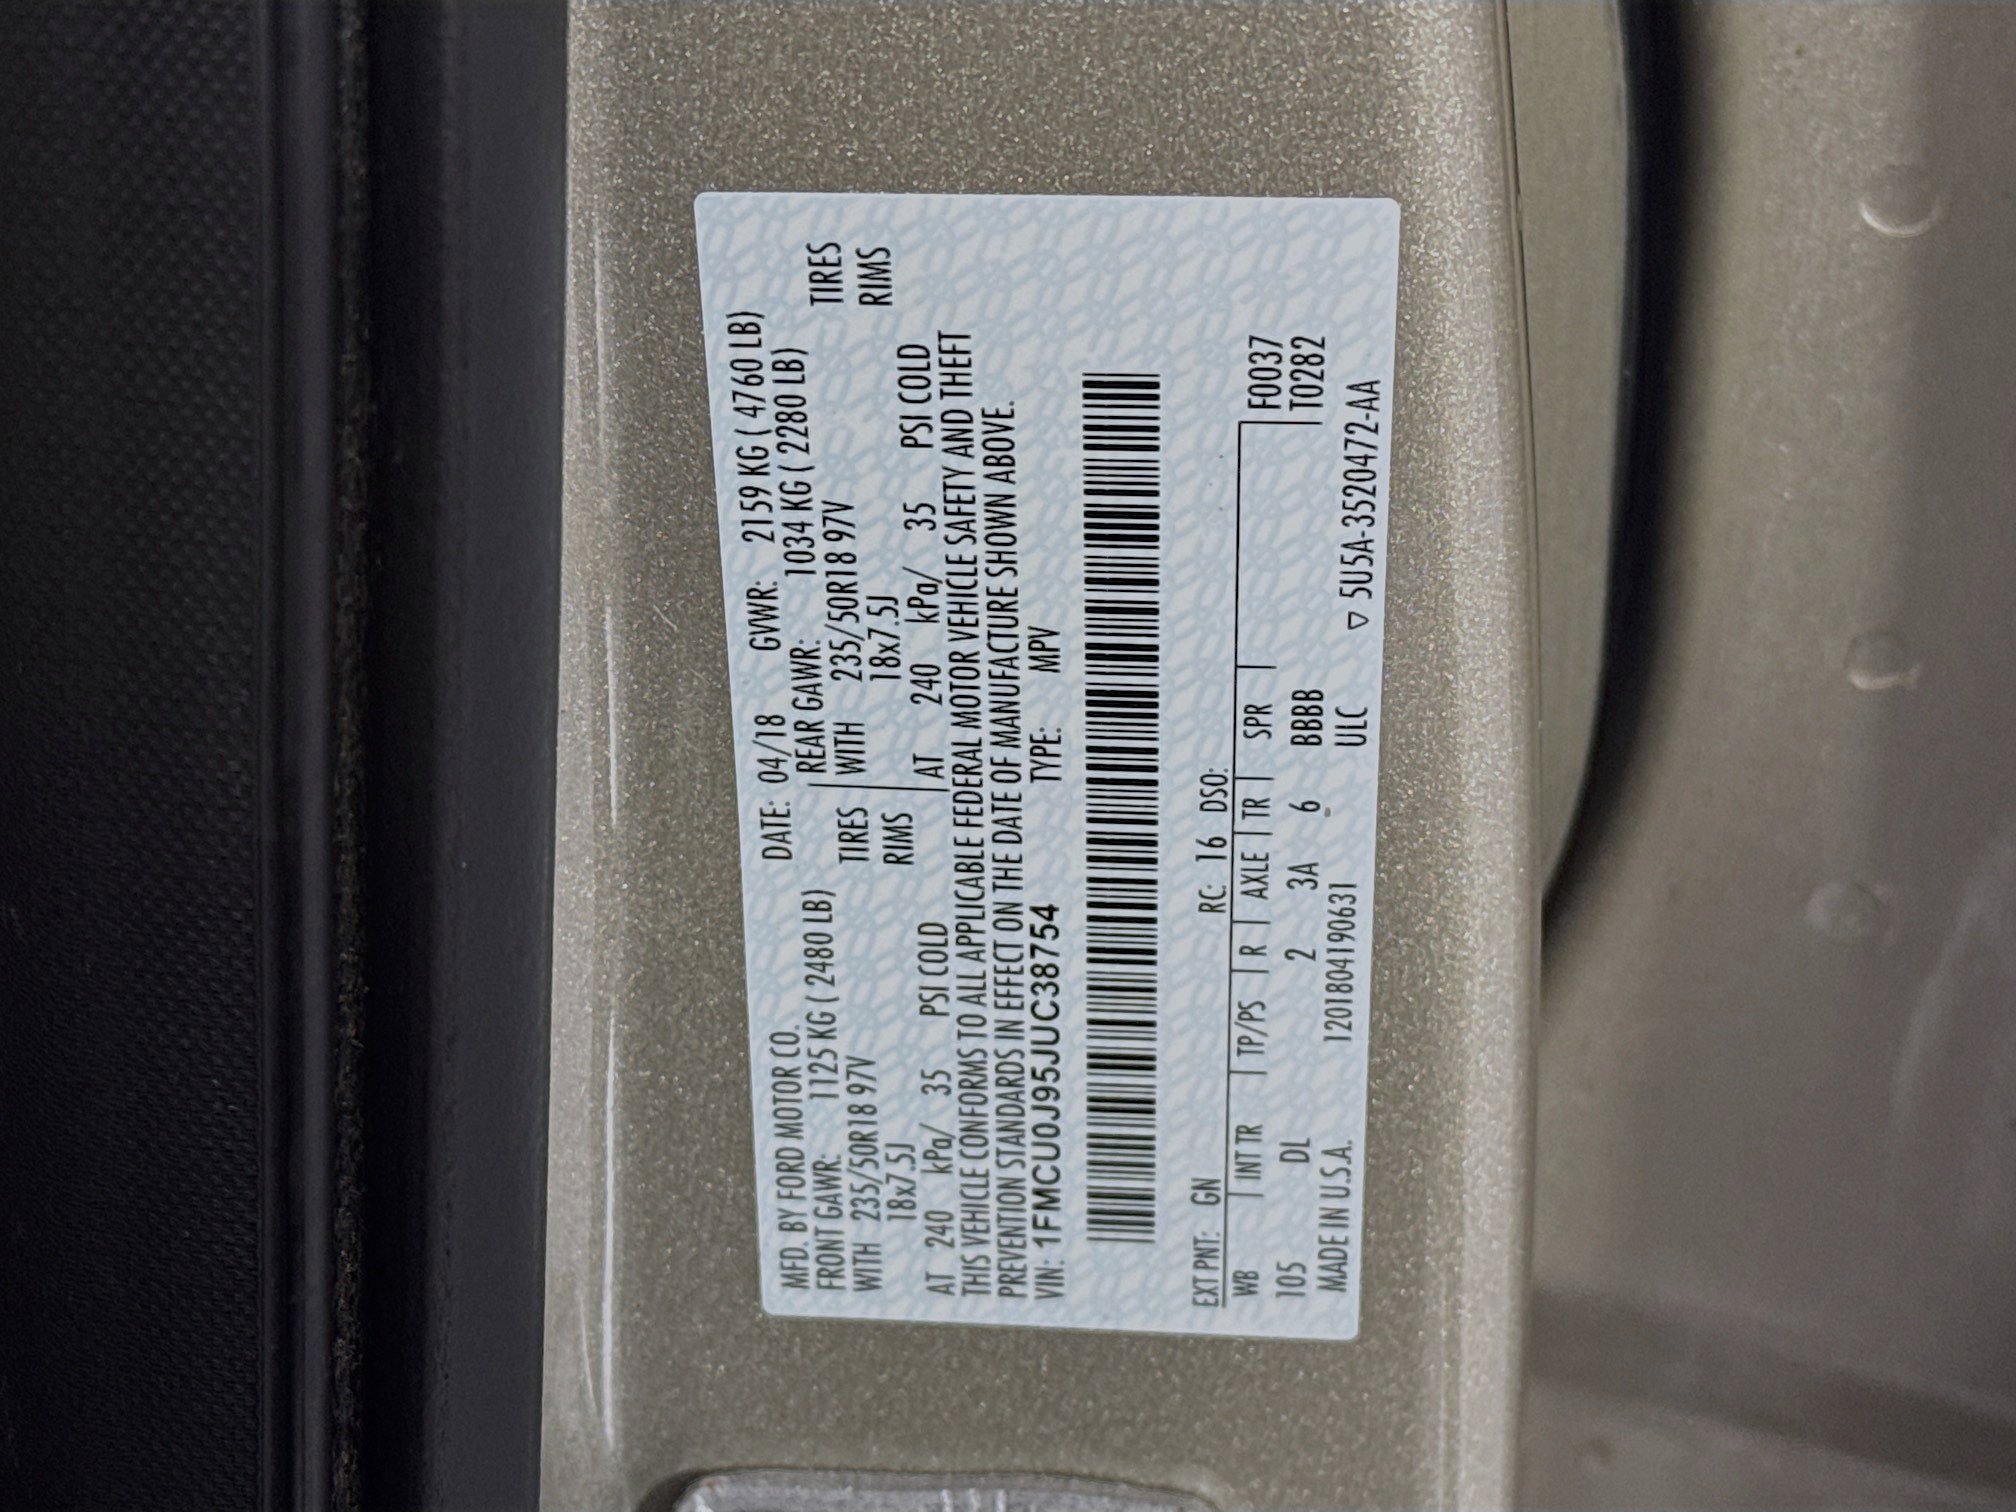 MFD. BY FORD MOTOR CO. DATE: 04/18 GVWR: 2159 KG ( 4760 LB)
FRONT GAWR: 1125 KG ( 2480 LB) REAR GAWR: 1034 KG ( 2280 LB)
WITH 235/50R18 97V TIRES WITH 235/50R18 97V TIRES
18x7.5J RIMS 18x7.5J RIMS
AT 240 kPa/ 35 PSI COLD AT 240 kPa/ 35 PSI COLD
THIS VEHICLE CONFORMS TO ALL APPLICABLE FEDERAL MOTOR VEHICLE SAFETY AND THEFT
PREVENTION STANDARDS IN EFFECT ON THE DATE OF MANUFACTURE SHOWN ABOVE.
VIN: 1FMCU0J95JUC38754 TYPE: MPV
EXT PNT: GN RC: 16 DSO:
WB INT TR TP/PS R AXLE TR SPR F0037
105 DL 2 3A 6 BBBB T0282
MADE IN U.S.A. 1201804190631 ULC ▽ 5U5A-3520472-AA